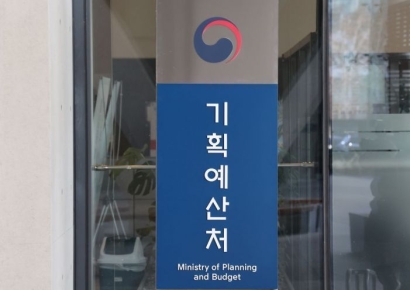 기획예산처
Ministry of Planning
and Budget